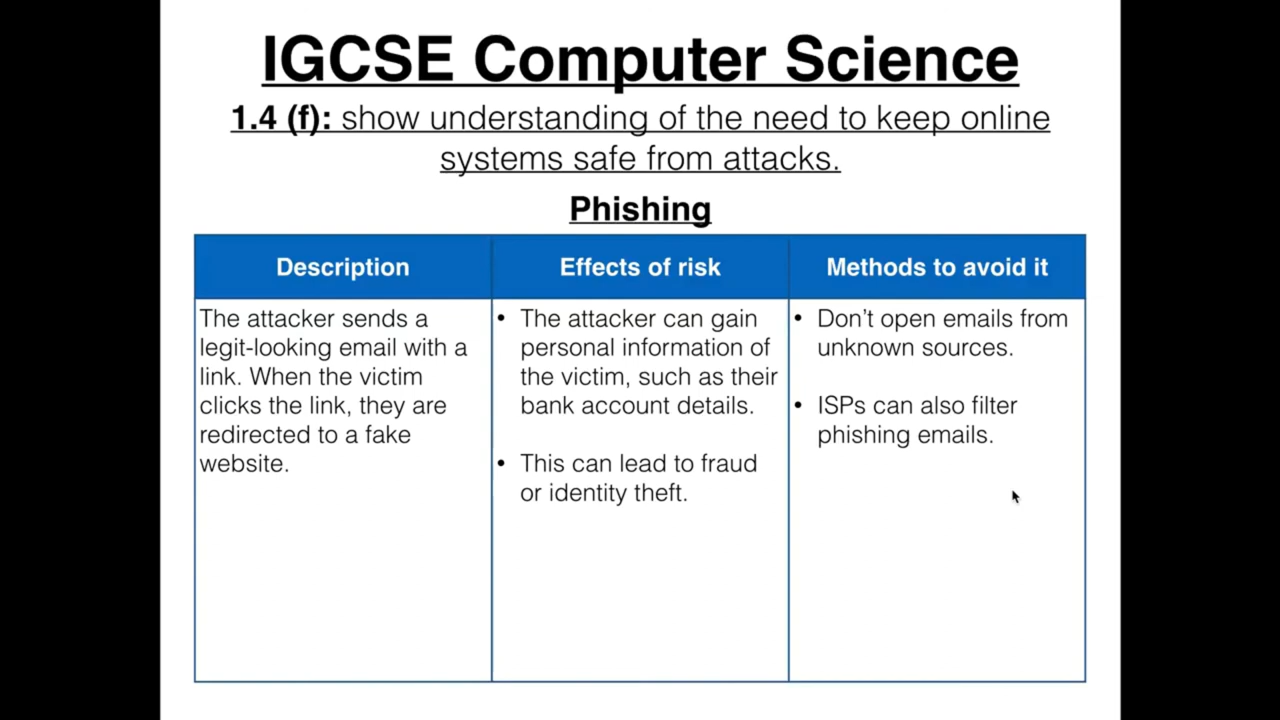 IGCSE Computer Science
1.4 (f): show understanding of the need to keep online
systems safe from attacks.
Phishing
Description
Effects of risk
Methods to avoid it
The attacker sends a
legit-looking email with a
link. When the victim
clicks the link, they are
redirected to a fake
website.
• The attacker can gain
personal information of
the victim, such as their
bank account details.
• This can lead to fraud
or identity theft.
• Don’t open emails from
unknown sources.
• ISPs can also filter
phishing emails.